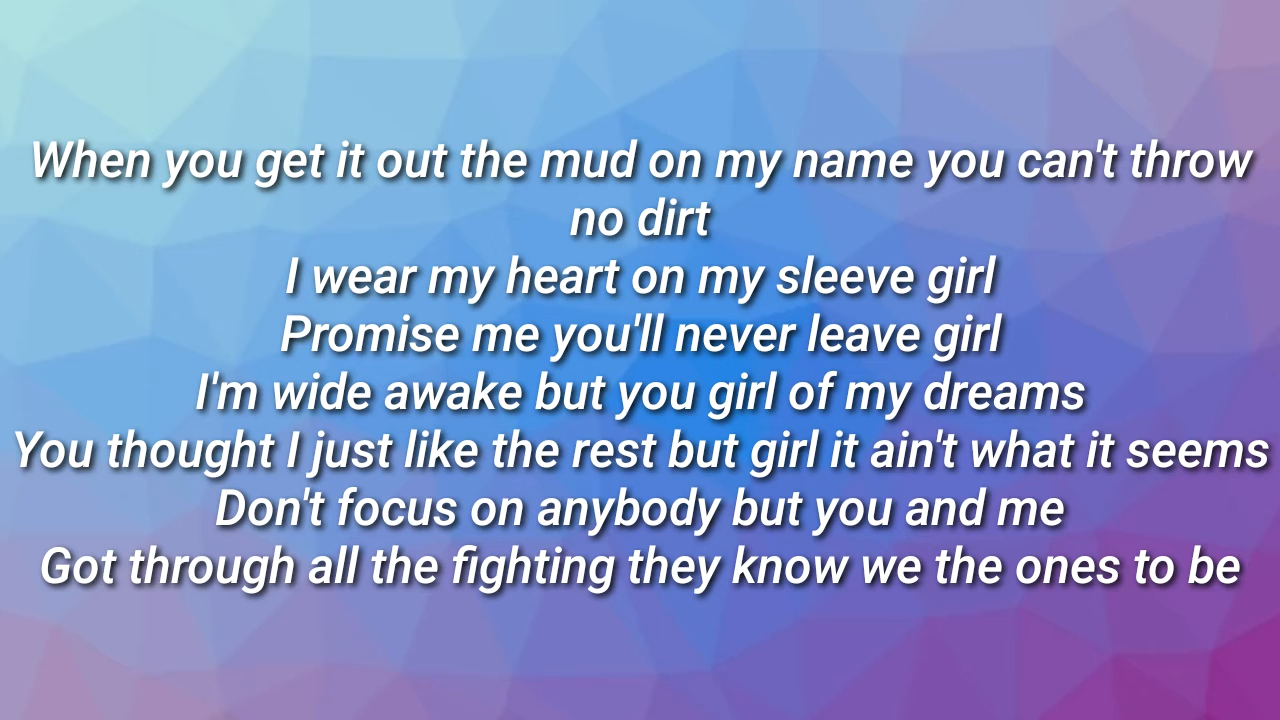 When you get it out the mud on my name you can't throw
no dirt
I wear my heart on my sleeve girl
Promise me you'll never leave girl
I'm wide awake but you girl of my dreams
You thought I just like the rest but girl it ain't what it seems
Don't focus on anybody but you and me
Got through all the fighting they know we the ones to be